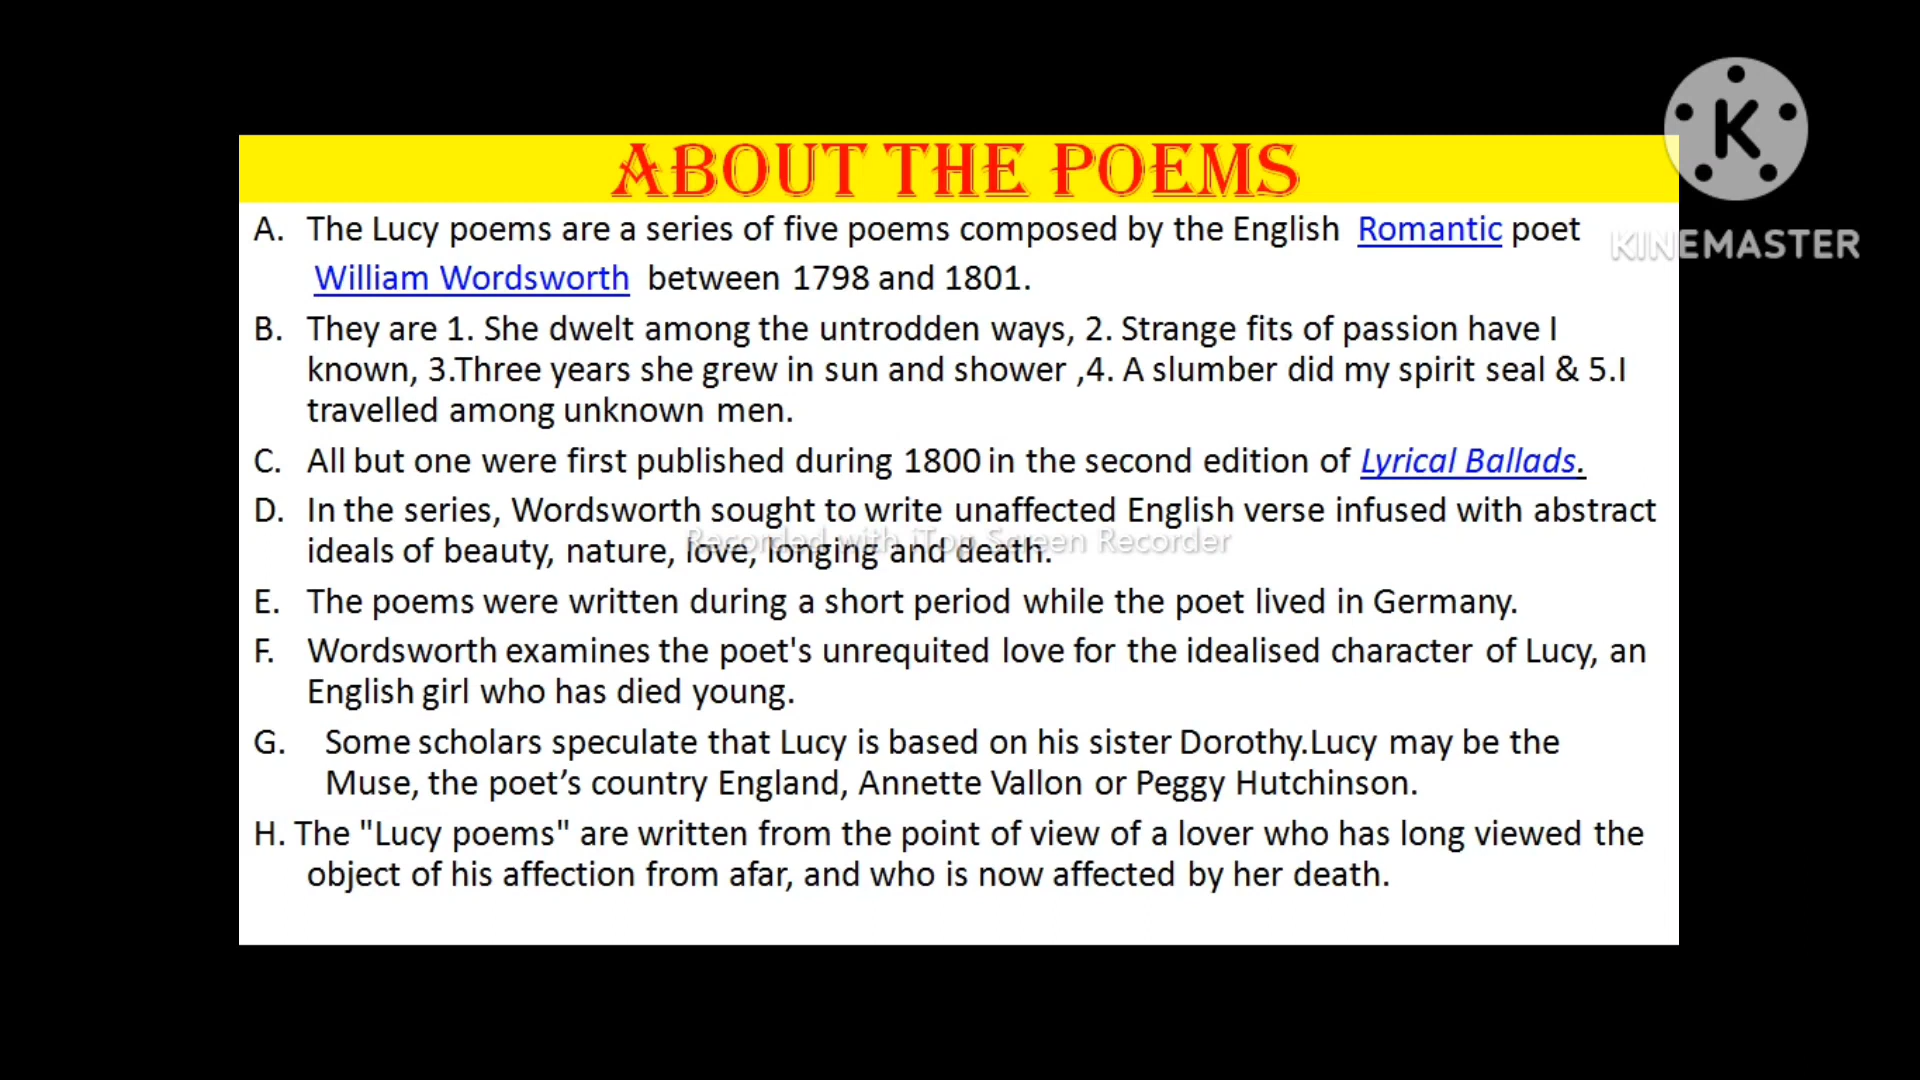 ABOUT THE POEMS
KINEMASTER
A. The Lucy poems are a series of five poems composed by the English Romantic poet
William Wordsworth between 1798 and 1801.
B. They are 1. She dwelt among the untrodden ways, 2. Strange fits of passion have I
known, 3.Three years she grew in sun and shower ,4. A slumber did my spirit seal & 5.I
travelled among unknown men.
C. All but one were first published during 1800 in the second edition of Lyrical Ballads.
D. In the series, Wordsworth sought to write unaffected English verse infused with abstract
Recorded with iTop Screen Recorder
ideals of beauty, nature, love, longing and death.
E. The poems were written during a short period while the poet lived in Germany.
F. Wordsworth examines the poet's unrequited love for the idealised character of Lucy, an
English girl who has died young.
G. Some scholars speculate that Lucy is based on his sister Dorothy.Lucy may be the
Muse, the poet’s country England, Annette Vallon or Peggy Hutchinson.
H. The "Lucy poems" are written from the point of view of a lover who has long viewed the
object of his affection from afar, and who is now affected by her death.